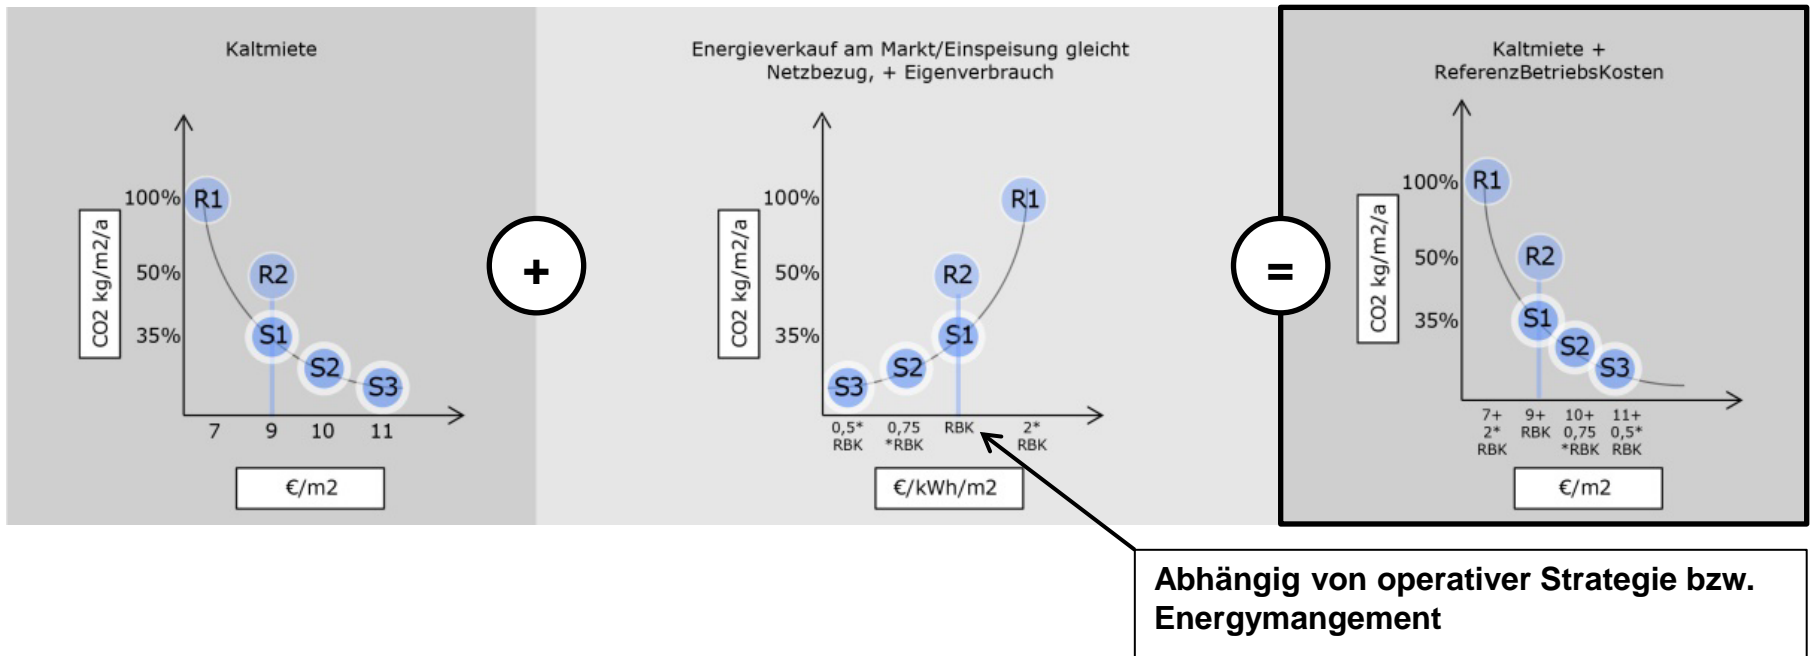 Kaltmiete
CO2 kg/m2/a
100%
50%
35%
R1
R2
S1
S2
S3
7
9
10
11
€/m2
+
Energieverkauf am Markt/Einspeisung gleicht
Netzbezug, + Eigenverbrauch
CO2 kg/m2/a
100%
50%
35%
R1
R2
S1
S2
S3
0,5*
RBK
0,75
*RBK
RBK
2*
RBK
€/kWh/m2
=
Kaltmiete +
ReferenzBetriebsKosten
CO2 kg/m2/a
100%
50%
35%
R1
R2
S1
S2
S3
7+
2*
RBK
9+
RBK
10+
0,75
*RBK
11+
0,5*
RBK
€/m2
Abhängig von operativer Strategie bzw.
Energymangement